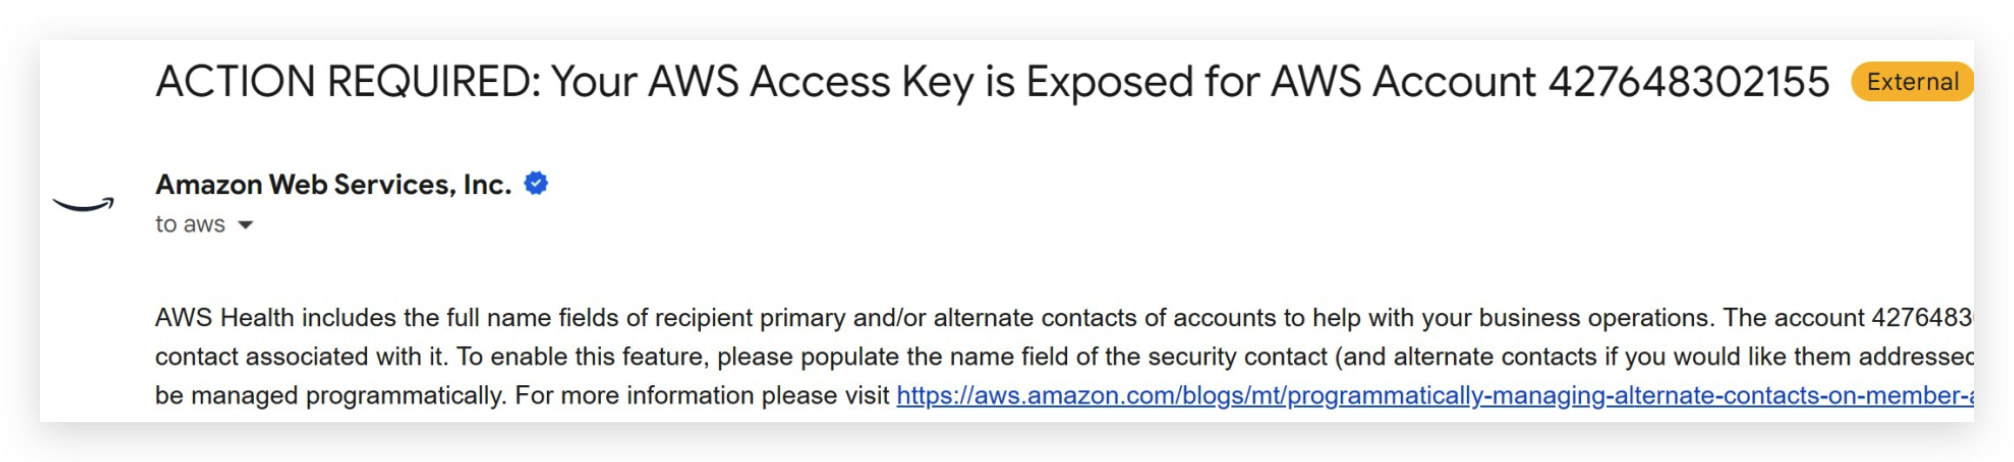 ACTION REQUIRED: Your AWS Access Key is Exposed for AWS Account 427648302155 External
Amazon Web Services, Inc.
to aws
AWS Health includes the full name fields of recipient primary and/or alternate contacts of accounts to help with your business operations. The account 4276483
contact associated with it. To enable this feature, please populate the name field of the security contact (and alternate contacts if you would like them addressed
be managed programmatically. For more information please visit https://aws.amazon.com/blogs/mt/programmatically-managing-alternate-contacts-on-member-